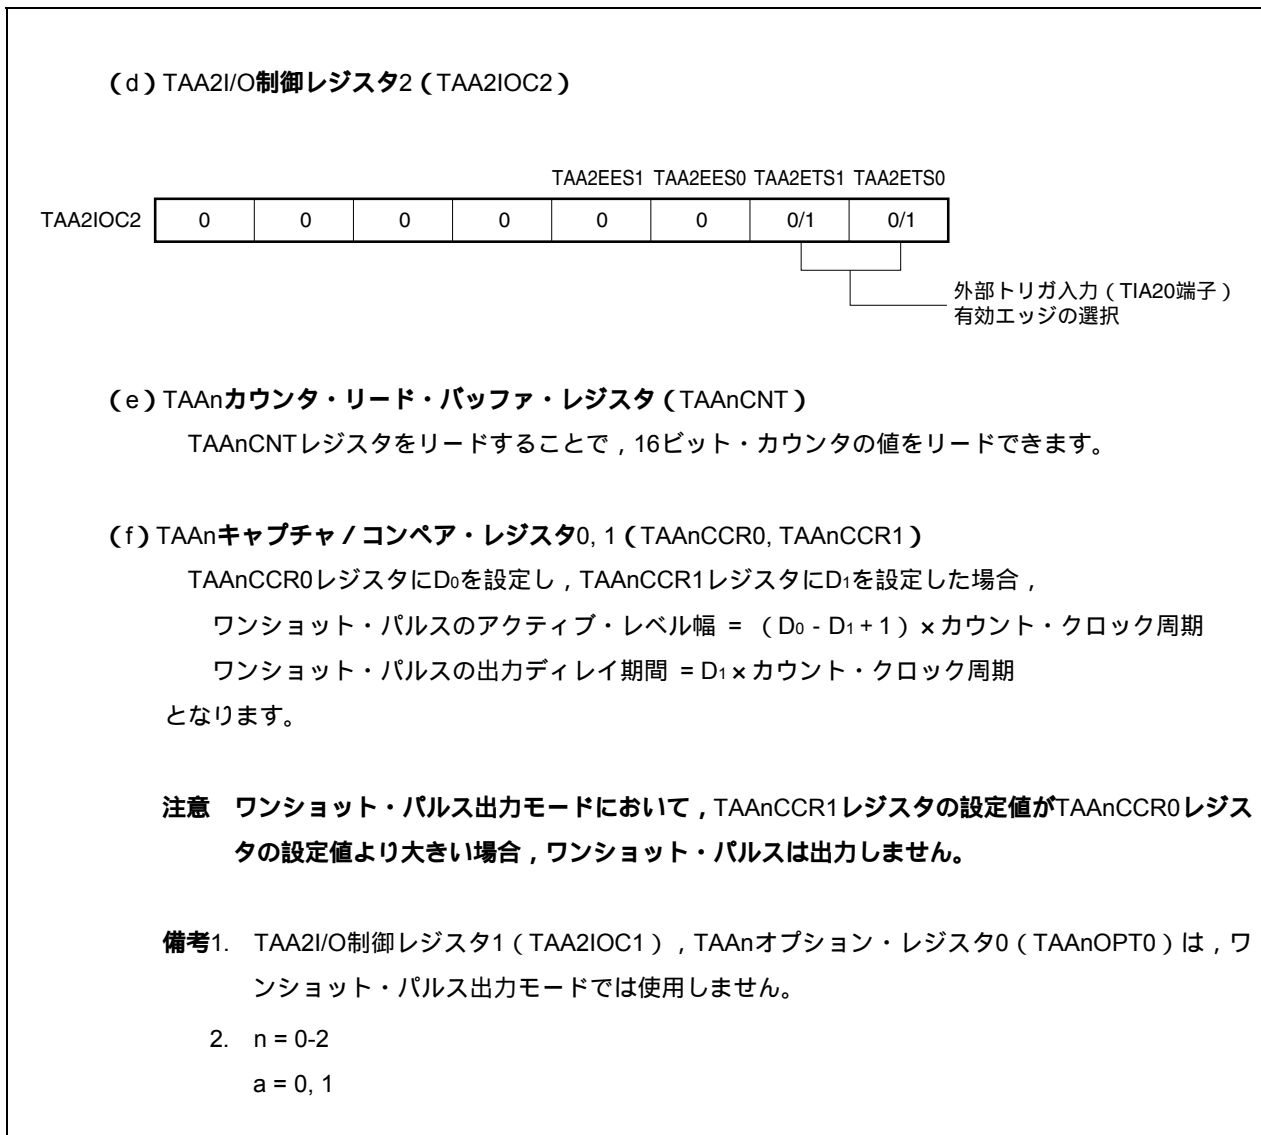 (d) TAA2I/O制御レジスタ2（TAA2IOC2）
TAA2EES1 TAA2EES0 TAA2ETS1 TAA2ETS0
TAA2IOC2 0 0 0 0 0 0 0/1 0/1
外部トリガ入力（TIA20端子）
有効エッジの選択
(e) TAAnカウンタ・リード・バッファ・レジスタ（TAAnCNT）
TAAnCNTレジスタをリードすることで，16ビット・カウンタの値をリードできます。
(f) TAAnキャプチャ／コンペア・レジスタ0, 1（TAAnCCR0, TAAnCCR1）
TAAnCCR0レジスタにD0を設定し，TAAnCCR1レジスタにD1を設定した場合，
ワンショット・パルスのアクティブ・レベル幅 = （D0 - D1 + 1）×カウント・クロック周期
ワンショット・パルスの出力ディレイ期間 = D1×カウント・クロック周期
となります。
注意 ワンショット・パルス出力モードにおいて，TAAnCCR1レジスタの設定値がTAAnCCR0レジス
タの設定値より大きい場合，ワンショット・パルスは出力しません。
備考1. TAA2I/O制御レジスタ1（TAA2IOC1），TAAnオプション・レジスタ0（TAAnOPT0）は，ワ
ンショット・パルス出力モードでは使用しません。
2. n = 0-2
a = 0, 1